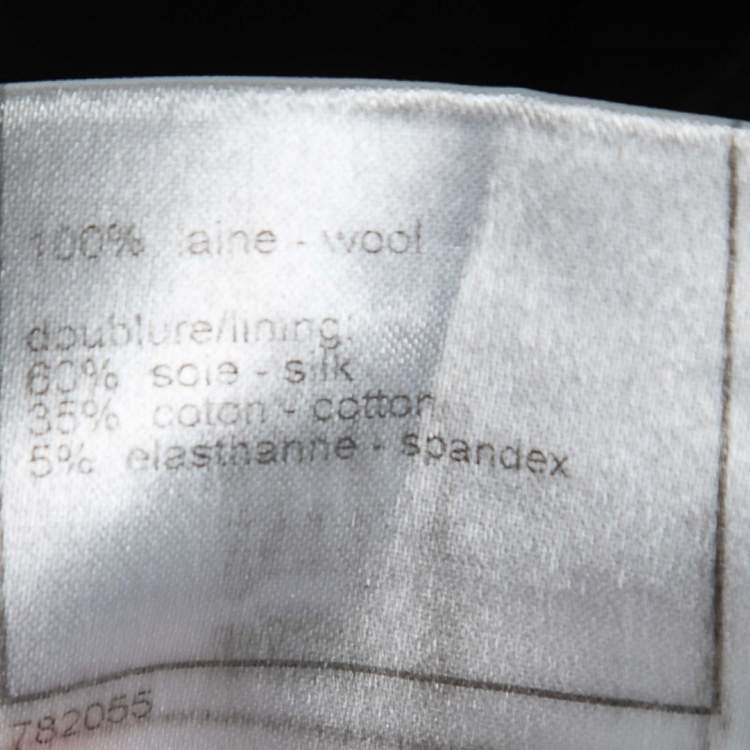 100% laine - wool
doublure/lining:
60% soie - silk
35% coton - cotton
5% elasthanne - spandex
782055